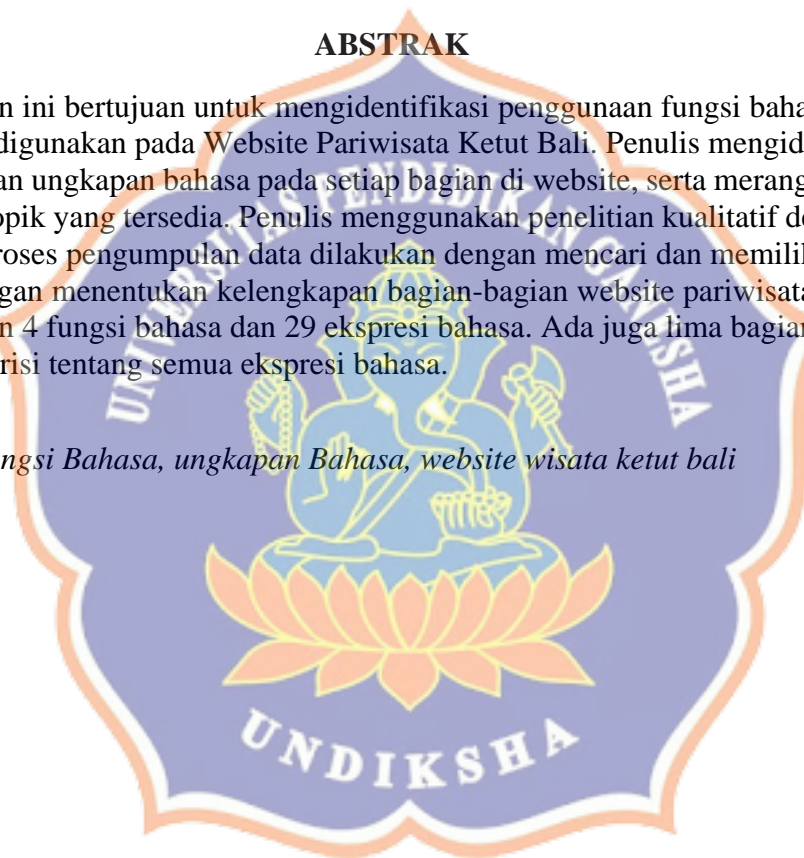 ABSTRAK
n ini bertujuan untuk mengidentifikasi penggunaan fungsi baha
digunakan pada Website Pariwisata Ketut Bali. Penulis mengid
an ungkapan bahasa pada setiap bagian di website, serta merang
opik yang tersedia. Penulis menggunakan penelitian kualitatif de
roses pengumpulan data dilakukan dengan mencari dan memilil
gan menentukan kelengkapan bagian-bagian website pariwisata
n 4 fungsi bahasa dan 29 ekspresi bahasa. Ada juga lima bagian
risi tentang semua ekspresi bahasa.
ngsi Bahasa, ungkapan Bahasa, website wisata ketut bali
UNIVERSITAS PENDIDIKAN GANESHA
UNDIKSHA